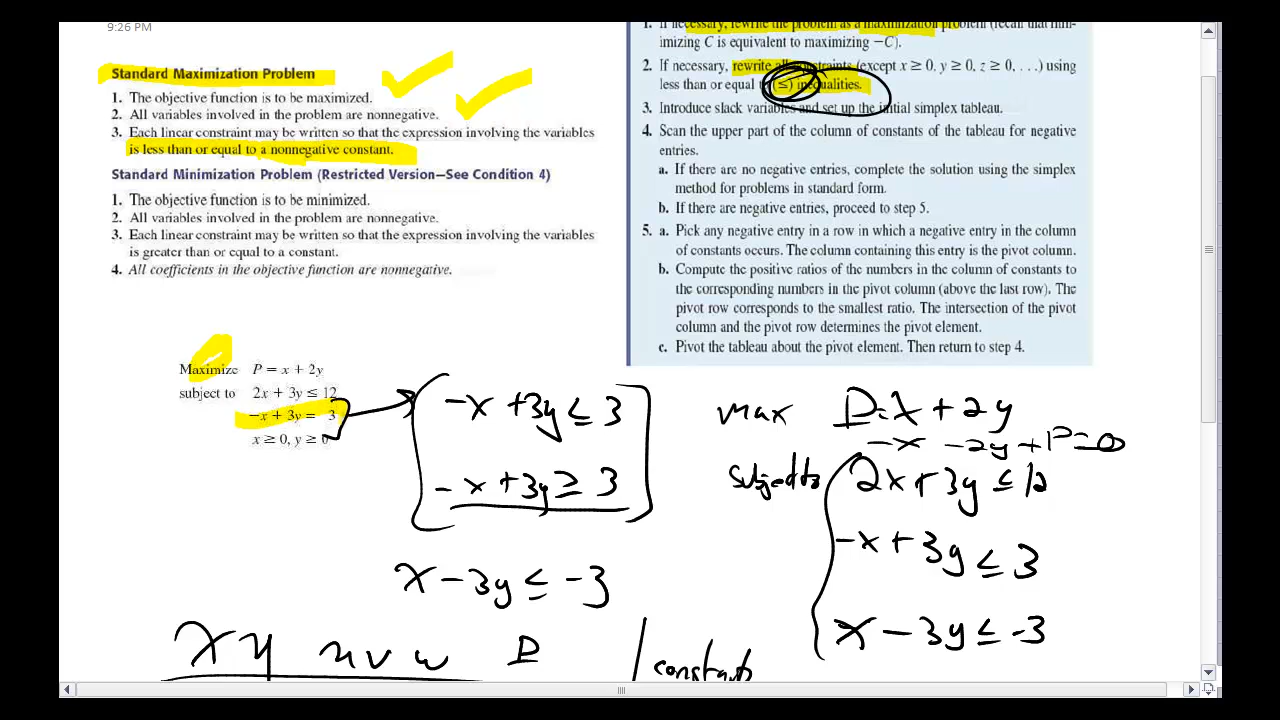 9:26 PM
1. If necessary, rewrite the problem as a maximization problem (recall that min-
imizing C is equivalent to maximizing −C).
Standard Maximization Problem
1. The objective function is to be maximized.
2. All variables involved in the problem are nonnegative.
3. Each linear constraint may be written so that the expression involving the variables
is less than or equal to a nonnegative constant.
Standard Minimization Problem (Restricted Version—See Condition 4)
1. The objective function is to be minimized.
2. All variables involved in the problem are nonnegative.
3. Each linear constraint may be written so that the expression involving the variables
is greater than or equal to a constant.
4. All coefficients in the objective function are nonnegative.
2. If necessary, rewrite all constraints (except x ≥ 0, y ≥ 0, z ≥ 0, . . .) using
less than or equal to (≤) inequalities.
3. Introduce slack variables and set up the initial simplex tableau.
4. Scan the upper part of the column of constants of the tableau for negative
entries.
a. If there are no negative entries, complete the solution using the simplex
method for problems in standard form.
b. If there are negative entries, proceed to step 5.
5. a. Pick any negative entry in a row in which a negative entry in the column
of constants occurs. The column containing this entry is the pivot column.
b. Compute the positive ratios of the numbers in the column of constants to
the corresponding numbers in the pivot column (above the last row). The
pivot row corresponds to the smallest ratio. The intersection of the pivot
column and the pivot row determines the pivot element.
c. Pivot the tableau about the pivot element. Then return to step 4.
Maximize P = x + 2y
subject to 2x + 3y ≤ 12
−x + 3y = 3
x ≥ 0, y ≥ 0
-x + 3y ≤ 3
-x + 3y ≥ 3
x - 3y ≤ -3
max P = x + 2y
-x - 2y + P = 0
Subject to 2x + 3y ≤ 12
-x + 3y ≤ 3
x - 3y ≤ -3
x y u v w P | constants